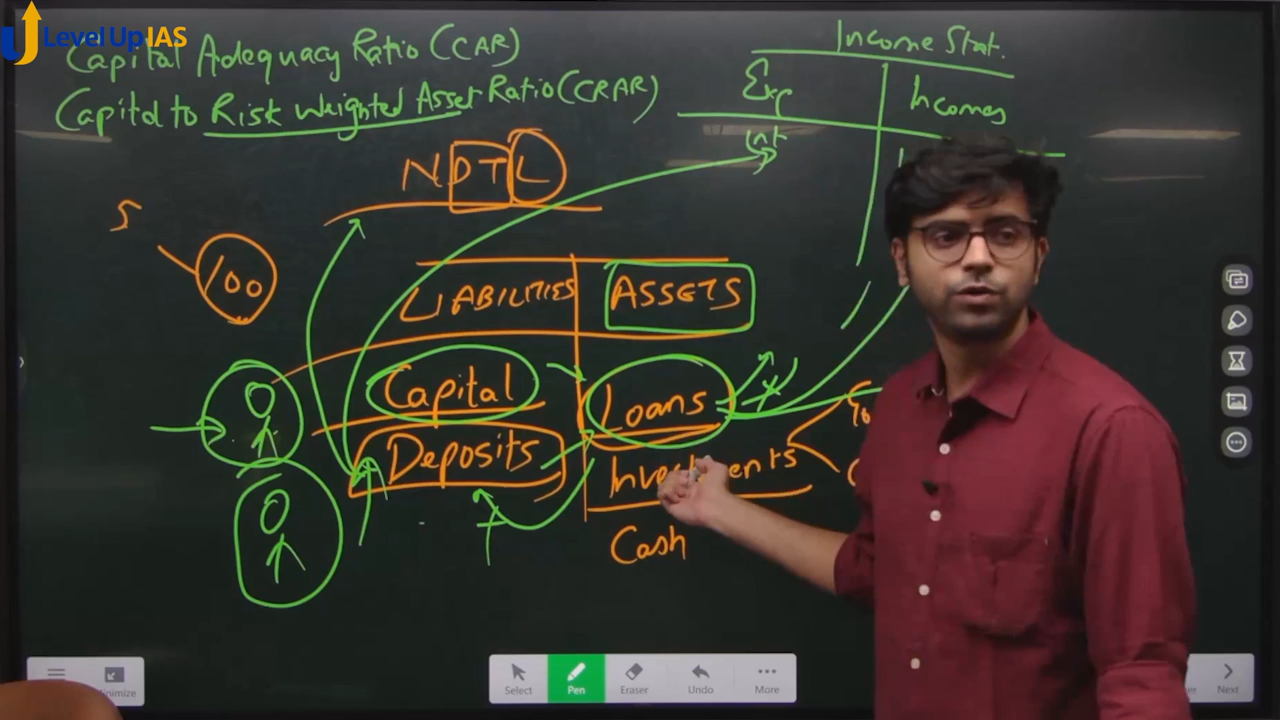 Level Up IAS
Capital Adequacy Ratio (CAR)
Capital to Risk Weighted Asset Ratio (CRAR)
Income Stat.
Exp
Incomes
Int
NDTL
5
100
LIABILITIES
ASSETS
Capital
Loans
Deposits
Investments
Cash
Select
Pen
Eraser
Undo
More
Next